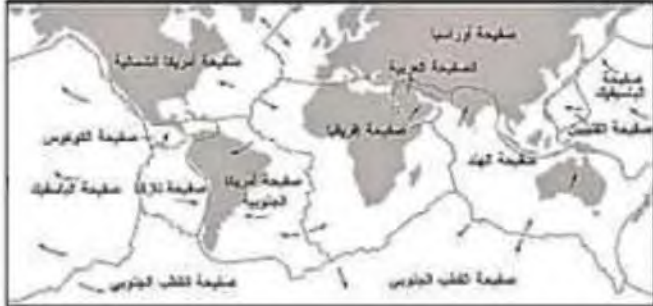 صفيحة أوراسيا
صفيحة أمريكا الشمالية
الصفيحة العربية
صفيحة
الباسيفيك
صفيحة الفلبين
صفيحة الكوكوس
صفيحة إفريقيا
صفيحة الهند
صفيحة الباسيفيك
صفيحة نازكا
صفيحة أمريكا
الجنوبية
صفيحة القطب الجنوبي
صفيحة القطب الجنوبي